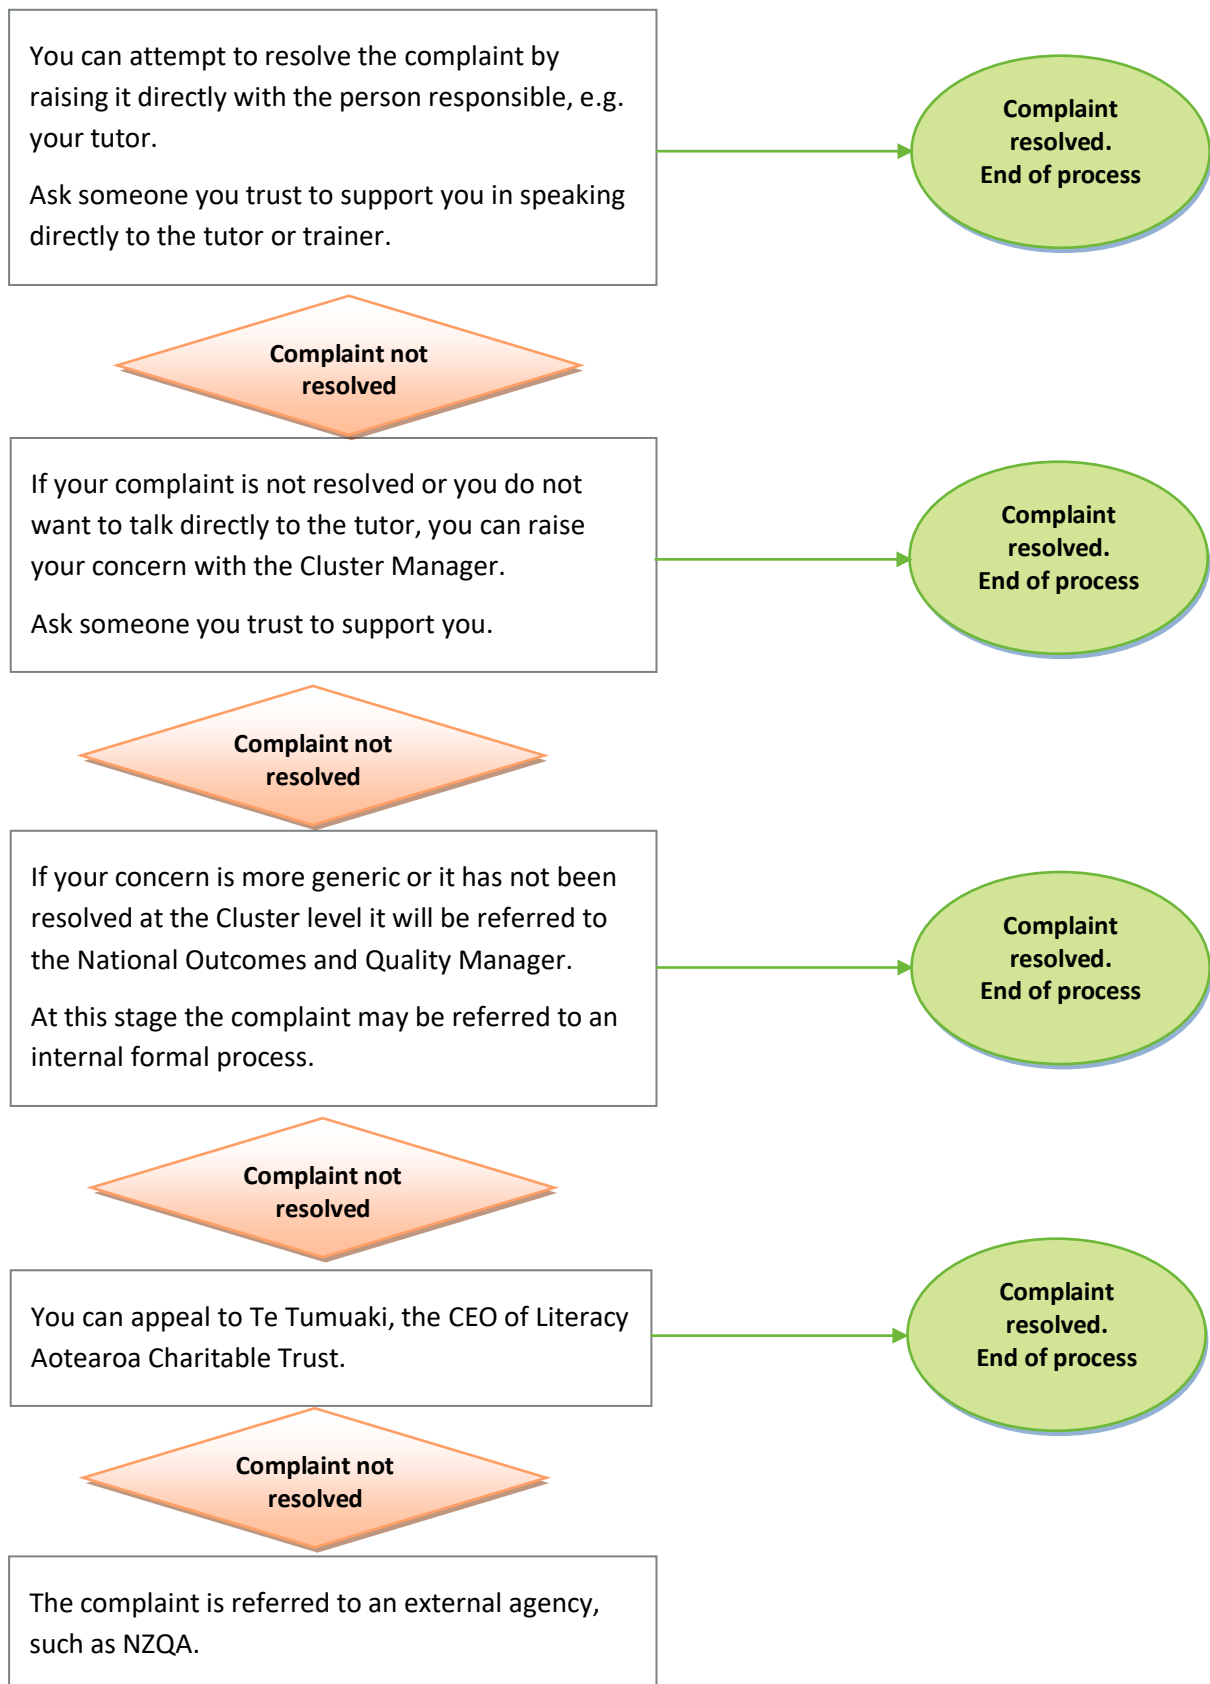 You can attempt to resolve the complaint by
raising it directly with the person responsible, e.g.
your tutor.
Ask someone you trust to support you in speaking
directly to the tutor or trainer.
Complaint
resolved.
End of process
Complaint not
resolved
If your complaint is not resolved or you do not
want to talk directly to the tutor, you can raise
your concern with the Cluster Manager.
Ask someone you trust to support you.
Complaint
resolved.
End of process
Complaint not
resolved
If your concern is more generic or it has not been
resolved at the Cluster level it will be referred to
the National Outcomes and Quality Manager.
At this stage the complaint may be referred to an
internal formal process.
Complaint
resolved.
End of process
Complaint not
resolved
You can appeal to Te Tumuaki, the CEO of Literacy
Aotearoa Charitable Trust.
Complaint
resolved.
End of process
Complaint not
resolved
The complaint is referred to an external agency,
such as NZQA.